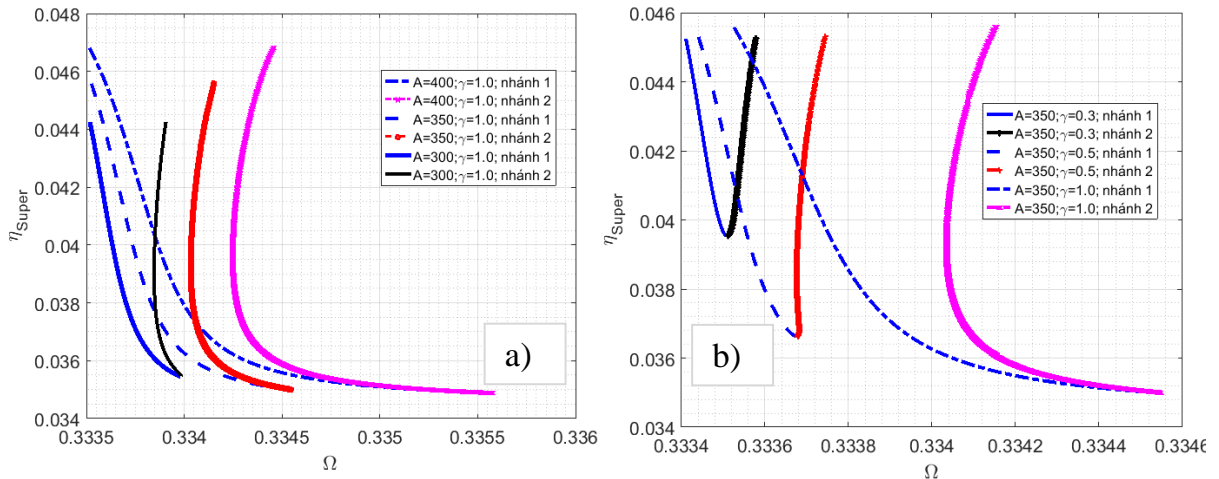 a)
0.048
0.046
0.044
0.042
0.04
0.038
0.036
0.034
η_Super
0.3335
0.334
0.3345
0.335
0.3355
0.336
Ω
A=400;γ=1.0; nhánh 1
A=400;γ=1.0; nhánh 2
A=350;γ=1.0; nhánh 1
A=350;γ=1.0; nhánh 2
A=300;γ=1.0; nhánh 1
A=300;γ=1.0; nhánh 2
b)
0.046
0.044
0.042
0.04
0.038
0.036
0.034
η_Super
0.3334
0.3336
0.3338
0.334
0.3342
0.3344
0.3346
Ω
A=350;γ=0.3; nhánh 1
A=350;γ=0.3; nhánh 2
A=350;γ=0.5; nhánh 1
A=350;γ=0.5; nhánh 2
A=350;γ=1.0; nhánh 1
A=350;γ=1.0; nhánh 2